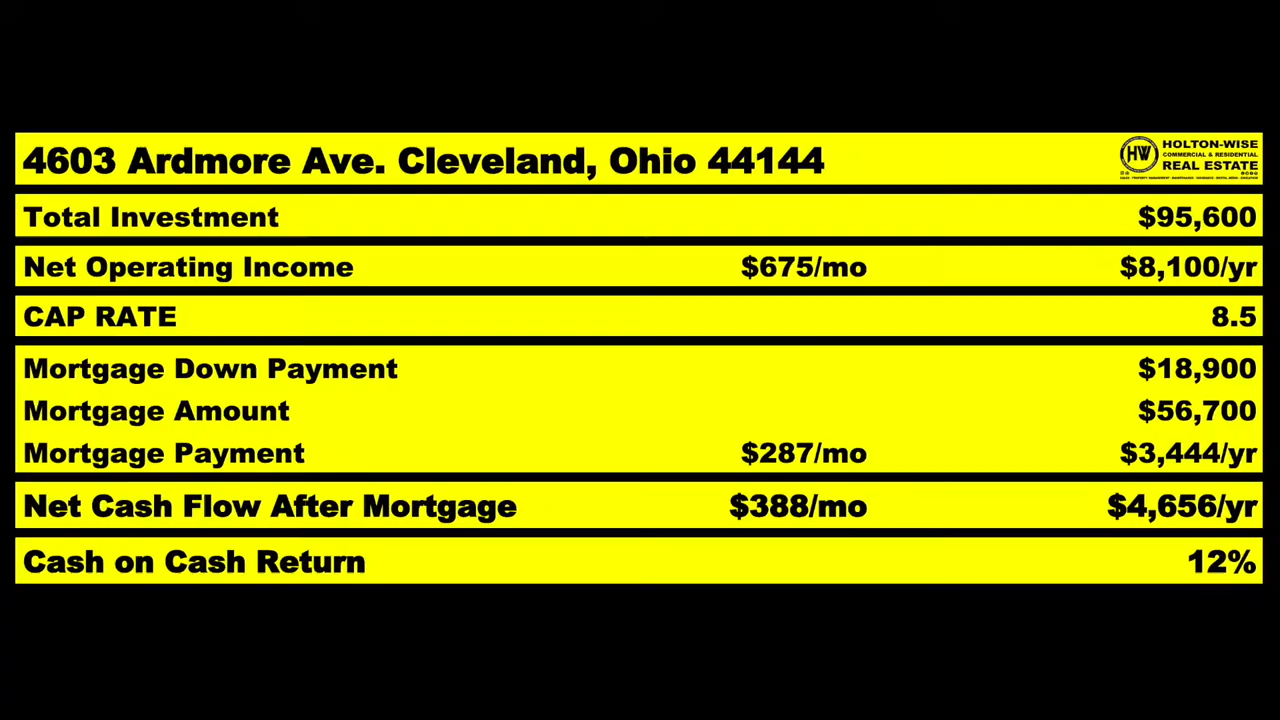 4603 Ardmore Ave. Cleveland, Ohio 44144
HW
HOLTON-WISE
COMMERCIAL & RESIDENTIAL
REAL ESTATE
Total Investment $95,600
Net Operating Income $675/mo $8,100/yr
CAP RATE 8.5
Mortgage Down Payment $18,900
Mortgage Amount $56,700
Mortgage Payment $287/mo $3,444/yr
Net Cash Flow After Mortgage $388/mo $4,656/yr
Cash on Cash Return 12%